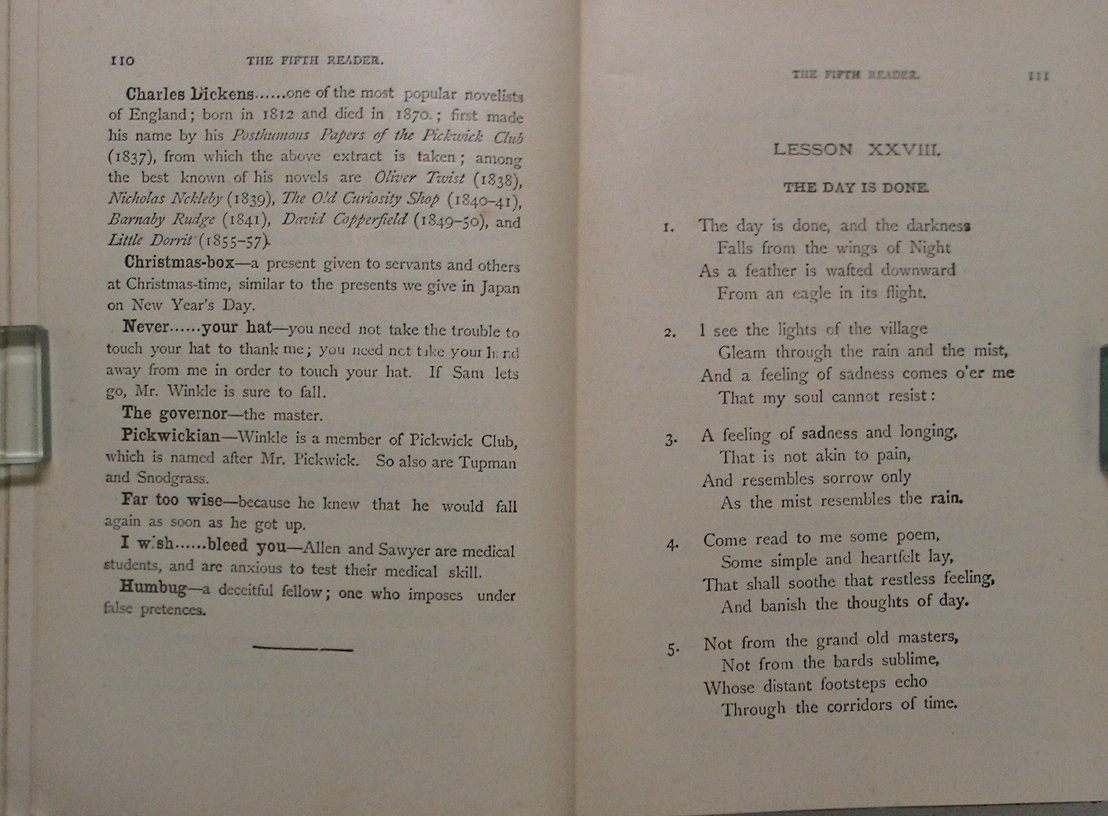 110
THE FIFTH READER.
Charles Dickens......one of the most popular novelists
of England; born in 1812 and died in 1870.; first made
his name by his Posthumous Papers of the Pickwick Club
(1837), from which the above extract is taken; among
the best known of his novels are Oliver Twist (1838),
Nicholas Nckleby (1839), The Old Curiosity Shop (1840-41),
Barnaby Rudge (1841), David Copperfield (1849-50), and
Little Dorrit (1855-57).
Christmas-box—a present given to servants and others
at Christmas-time, similar to the presents we give in Japan
on New Year's Day.
Never......your hat—you need not take the trouble to
touch your hat to thank me; you need not take your hand
away from me in order to touch your hat. If Sam lets
go, Mr. Winkle is sure to fall.
The governor—the master.
Pickwickian—Winkle is a member of Pickwick Club,
which is named after Mr. Pickwick. So also are Tupman
and Snodgrass.
Far too wise—because he knew that he would fall
again as soon as he got up.
I wish......bleed you—Allen and Sawyer are medical
students, and are anxious to test their medical skill.
Humbug—a deceitful fellow; one who imposes under
false pretences.
THE FIFTH READER.
111
LESSON XXVIII.
THE DAY IS DONE.
1. The day is done, and the darkness
Falls from the wings of Night
As a feather is wafted downward
From an eagle in its flight.
2. I see the lights of the village
Gleam through the rain and the mist,
And a feeling of sadness comes o'er me
That my soul cannot resist:
3. A feeling of sadness and longing,
That is not akin to pain,
And resembles sorrow only
As the mist resembles the rain.
4. Come read to me some poem,
Some simple and heartfelt lay,
That shall soothe that restless feeling,
And banish the thoughts of day.
5. Not from the grand old masters,
Not from the bards sublime,
Whose distant footsteps echo
Through the corridors of time.